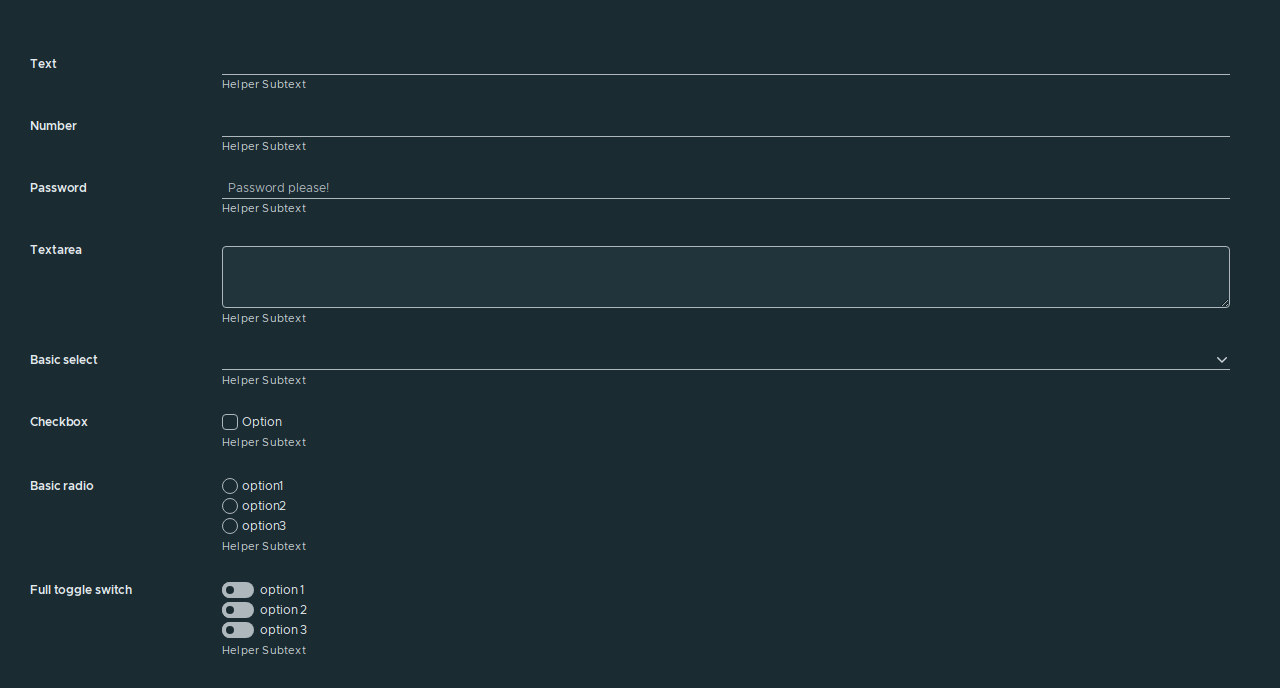 Text
Helper Subtext
Number
Helper Subtext
Password
Password please!
Helper Subtext
Textarea
Helper Subtext
Basic select
Helper Subtext
Checkbox
Option
Helper Subtext
Basic radio
option1
option2
option3
Helper Subtext
Full toggle switch
option 1
option 2
option 3
Helper Subtext